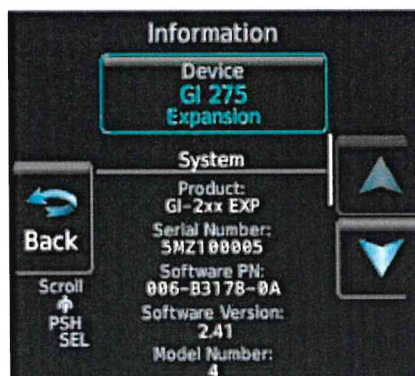 Information
Device
GI 275
Expansion
System
Product:
GI-2xx EXP
Serial Number:
5MZ100005
Software PN:
006-B3178-0A
Software Version:
2.41
Model Number:
4
Back
Scroll
PSH
SEL